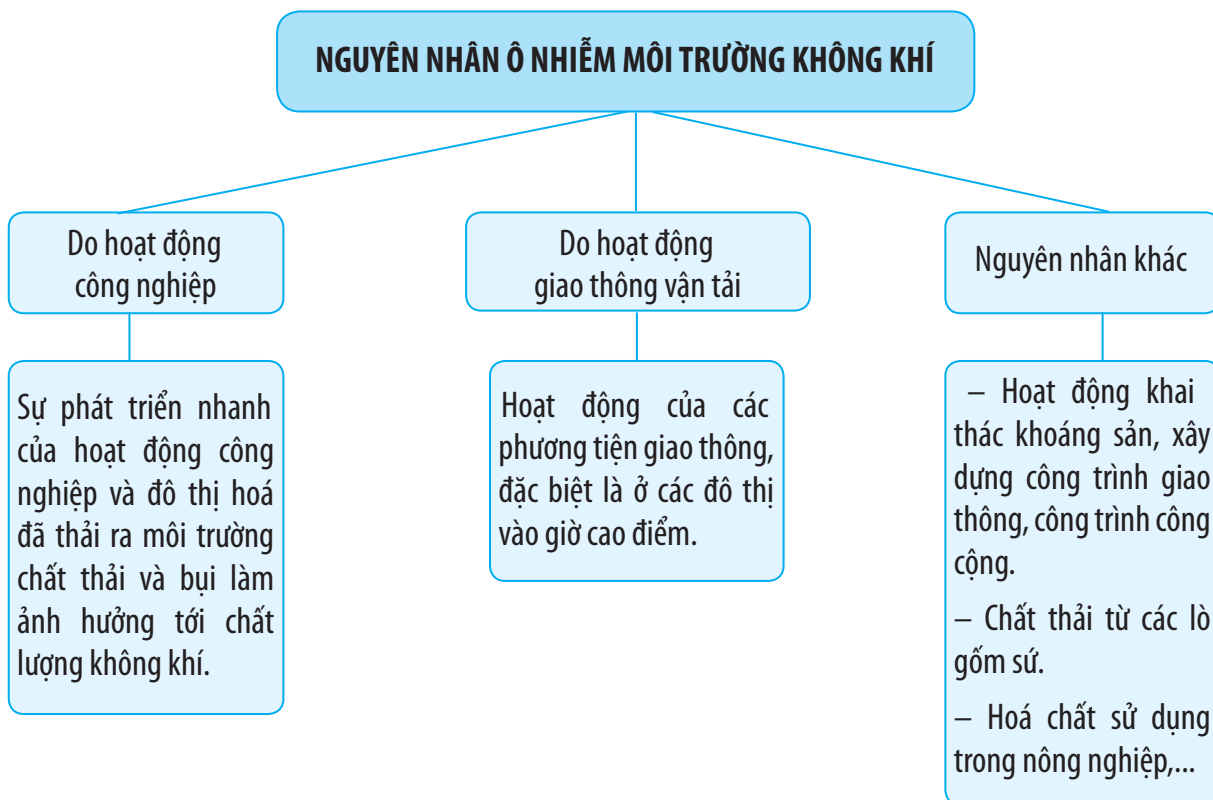 NGUYÊN NHÂN Ô NHIỄM MÔI TRƯỜNG KHÔNG KHÍ
Do hoạt động
công nghiệp
Sự phát triển nhanh
của hoạt động công
nghiệp và đô thị hoá
đã thải ra môi trường
chất thải và bụi làm
ảnh hưởng tới chất
lượng không khí.
Do hoạt động
giao thông vận tải
Hoạt động của các
phương tiện giao thông,
đặc biệt là ở các đô thị
vào giờ cao điểm.
Nguyên nhân khác
– Hoạt động khai
thác khoáng sản, xây
dựng công trình giao
thông, công trình công
cộng.
– Chất thải từ các lò
gốm sứ.
– Hoá chất sử dụng
trong nông nghiệp,...